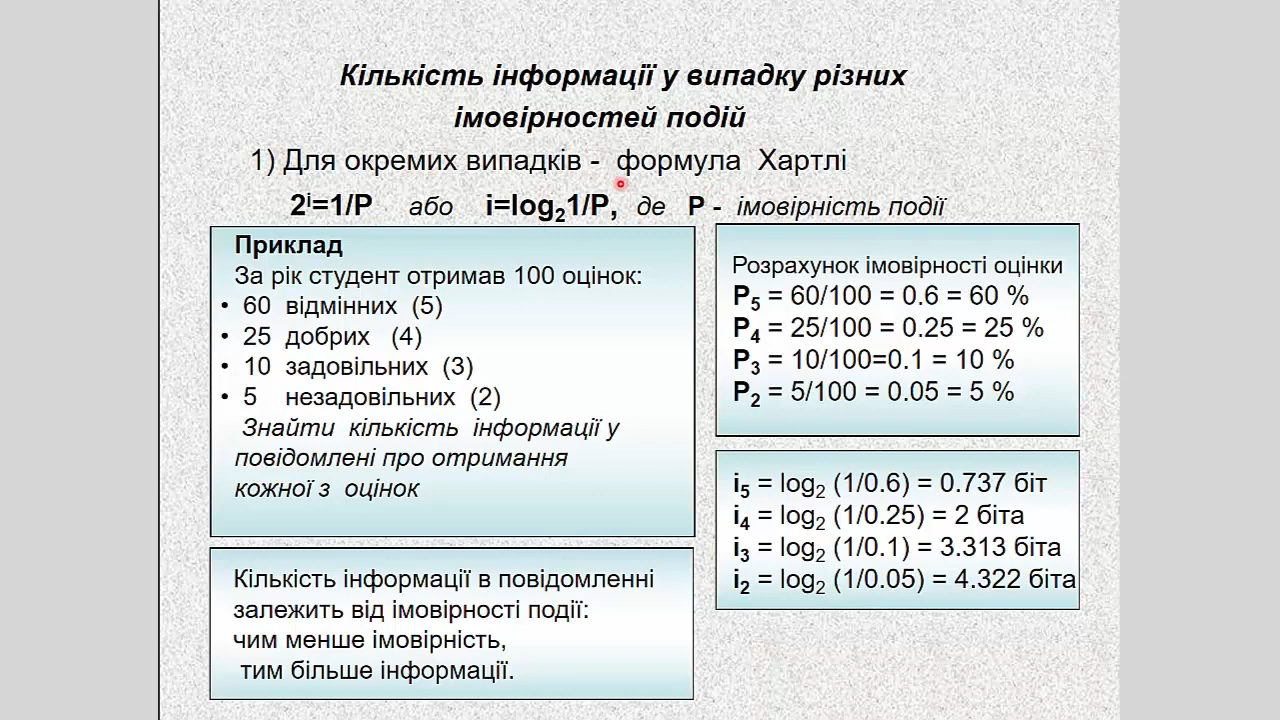 Кількість інформації у випадку різних
імовірностей подій
1) Для окремих випадків - формула Хартлі
2ⁱ=1/P або i=log₂1/P, де P - імовірність події
Приклад
За рік студент отримав 100 оцінок:
• 60 відмінних (5)
• 25 добрих (4)
• 10 задовільних (3)
• 5 незадовільних (2)
Знайти кількість інформації у
повідомлені про отримання
кожної з оцінок
Кількість інформації в повідомленні
залежить від імовірності події:
чим менше імовірність,
тим більше інформації.
Розрахунок імовірності оцінки
P₅ = 60/100 = 0.6 = 60 %
P₄ = 25/100 = 0.25 = 25 %
P₃ = 10/100=0.1 = 10 %
P₂ = 5/100 = 0.05 = 5 %
i₅ = log₂ (1/0.6) = 0.737 біт
i₄ = log₂ (1/0.25) = 2 біта
i₃ = log₂ (1/0.1) = 3.313 біта
i₂ = log₂ (1/0.05) = 4.322 біта